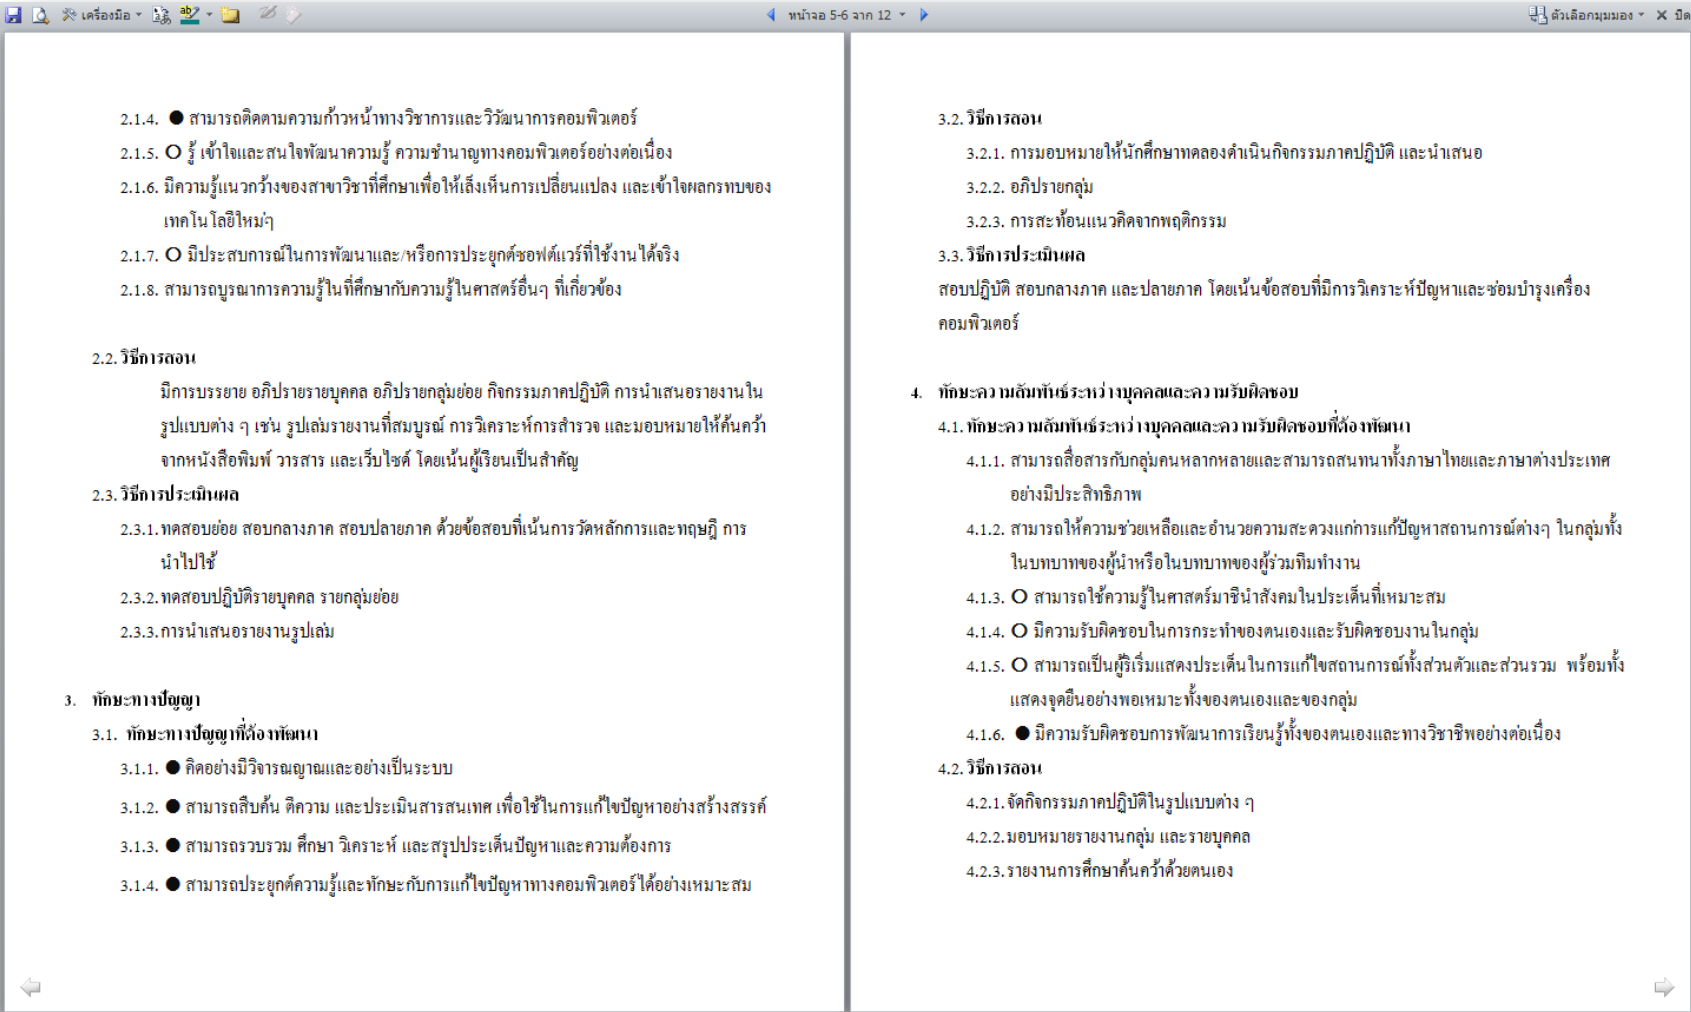 เครื่องมือ
หน้าจอ 5-6 จาก 12
ตัวเลือกมุมมอง
ปิด
2.1.4. ● สามารถติดตามความก้าวหน้าทางวิชาการและวิวัฒนาการคอมพิวเตอร์
2.1.5. O รู้ เข้าใจและสนใจพัฒนาความรู้ ความชำนาญทางคอมพิวเตอร์อย่างต่อเนื่อง
2.1.6. มีความรู้แนวกว้างของสาขาวิชาที่ศึกษาเพื่อให้เล็งเห็นการเปลี่ยนแปลง และเข้าใจผลกระทบของ
เทคโนโลยีใหม่ๆ
2.1.7. O มีประสบการณ์ในการพัฒนาและ/หรือการประยุกต์ซอฟต์แวร์ที่ใช้งานได้จริง
2.1.8. สามารถบูรณาการความรู้ในที่ศึกษากับความรู้ในศาสตร์อื่นๆ ที่เกี่ยวข้อง
2.2. วิธีการสอน
มีการบรรยาย อภิปรายรายบุคคล อภิปรายกลุ่มย่อย กิจกรรมภาคปฏิบัติ การนำเสนอรายงานใน
รูปแบบต่าง ๆ เช่น รูปเล่มรายงานที่สมบูรณ์ การวิเคราะห์การสำรวจ และมอบหมายให้ค้นคว้า
จากหนังสือพิมพ์ วารสาร และเว็บไซด์ โดยเน้นผู้เรียนเป็นสำคัญ
2.3. วิธีการประเมินผล
2.3.1. ทดสอบย่อย สอบกลางภาค สอบปลายภาค ด้วยข้อสอบที่เน้นการวัดหลักการและทฤษฎี การ
นำไปใช้
2.3.2. ทดสอบปฏิบัติรายบุคคล รายกลุ่มย่อย
2.3.3. การนำเสนอรายงานรูปเล่ม
3. ทักษะทางปัญญา
3.1. ทักษะทางปัญญาที่ต้องพัฒนา
3.1.1. ● คิดอย่างมีวิจารณญาณและอย่างเป็นระบบ
3.1.2. ● สามารถสืบค้น ตีความ และประเมินสารสนเทศ เพื่อใช้ในการแก้ไขปัญหาอย่างสร้างสรรค์
3.1.3. ● สามารถรวบรวม ศึกษา วิเคราะห์ และสรุปประเด็นปัญหาและความต้องการ
3.1.4. ● สามารถประยุกต์ความรู้และทักษะกับการแก้ไขปัญหาทางคอมพิวเตอร์ได้อย่างเหมาะสม
3.2. วิธีการสอน
3.2.1. การมอบหมายให้นักศึกษาทดลองดำเนินกิจกรรมภาคปฏิบัติ และนำเสนอ
3.2.2. อภิปรายกลุ่ม
3.2.3. การสะท้อนแนวคิดจากพฤติกรรม
3.3. วิธีการประเมินผล
สอบปฏิบัติ สอบกลางภาค และปลายภาค โดยเน้นข้อสอบที่มีการวิเคราะห์ปัญหาและซ่อมบำรุงเครื่อง
คอมพิวเตอร์
4. ทักษะความสัมพันธ์ระหว่างบุคคลและความรับผิดชอบ
4.1. ทักษะความสัมพันธ์ระหว่างบุคคลและความรับผิดชอบที่ต้องพัฒนา
4.1.1. สามารถสื่อสารกับกลุ่มคนหลากหลายและสามารถสนทนาทั้งภาษาไทยและภาษาต่างประเทศ
อย่างมีประสิทธิภาพ
4.1.2. สามารถให้ความช่วยเหลือและอำนวยความสะดวงแก่การแก้ปัญหาสถานการณ์ต่างๆ ในกลุ่มทั้ง
ในบทบาทของผู้นำหรือในบทบาทของผู้ร่วมทีมทำงาน
4.1.3. O สามารถใช้ความรู้ในศาสตร์มาชี้นำสังคมในประเด็นที่เหมาะสม
4.1.4. O มีความรับผิดชอบในการกระทำของตนเองและรับผิดชอบงานในกลุ่ม
4.1.5. O สามารถเป็นผู้ริเริ่มแสดงประเด็นในการแก้ไขสถานการณ์ทั้งส่วนตัวและส่วนรวม พร้อมทั้ง
แสดงจุดยืนอย่างพอเหมาะทั้งของตนเองและของกลุ่ม
4.1.6. ● มีความรับผิดชอบการพัฒนาการเรียนรู้ทั้งของตนเองและทางวิชาชีพอย่างต่อเนื่อง
4.2. วิธีการสอน
4.2.1. จัดกิจกรรมภาคปฏิบัติในรูปแบบต่าง ๆ
4.2.2. มอบหมายรายงานกลุ่ม และรายบุคคล
4.2.3. รายงานการศึกษาค้นคว้าด้วยตนเอง